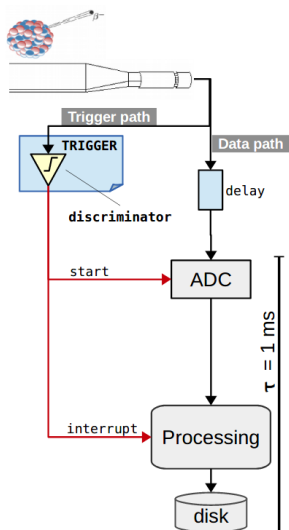 Trigger path
TRIGGER
Data path
delay
discriminator
start
ADC
τ = 1 ms
interrupt
Processing
disk